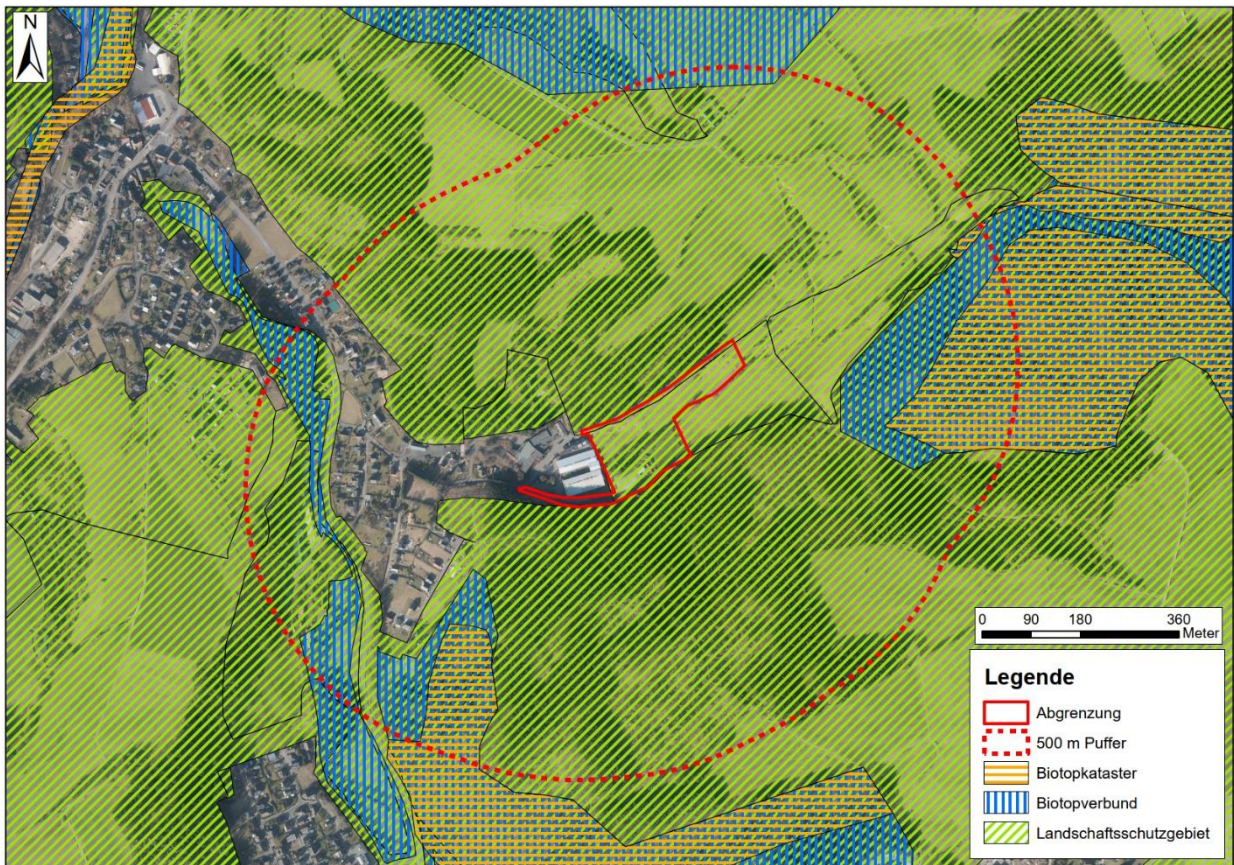 N
0 90 180 360
Meter
Legende
Abgrenzung
500 m Puffer
Biotopkataster
Biotopverbund
Landschaftsschutzgebiet